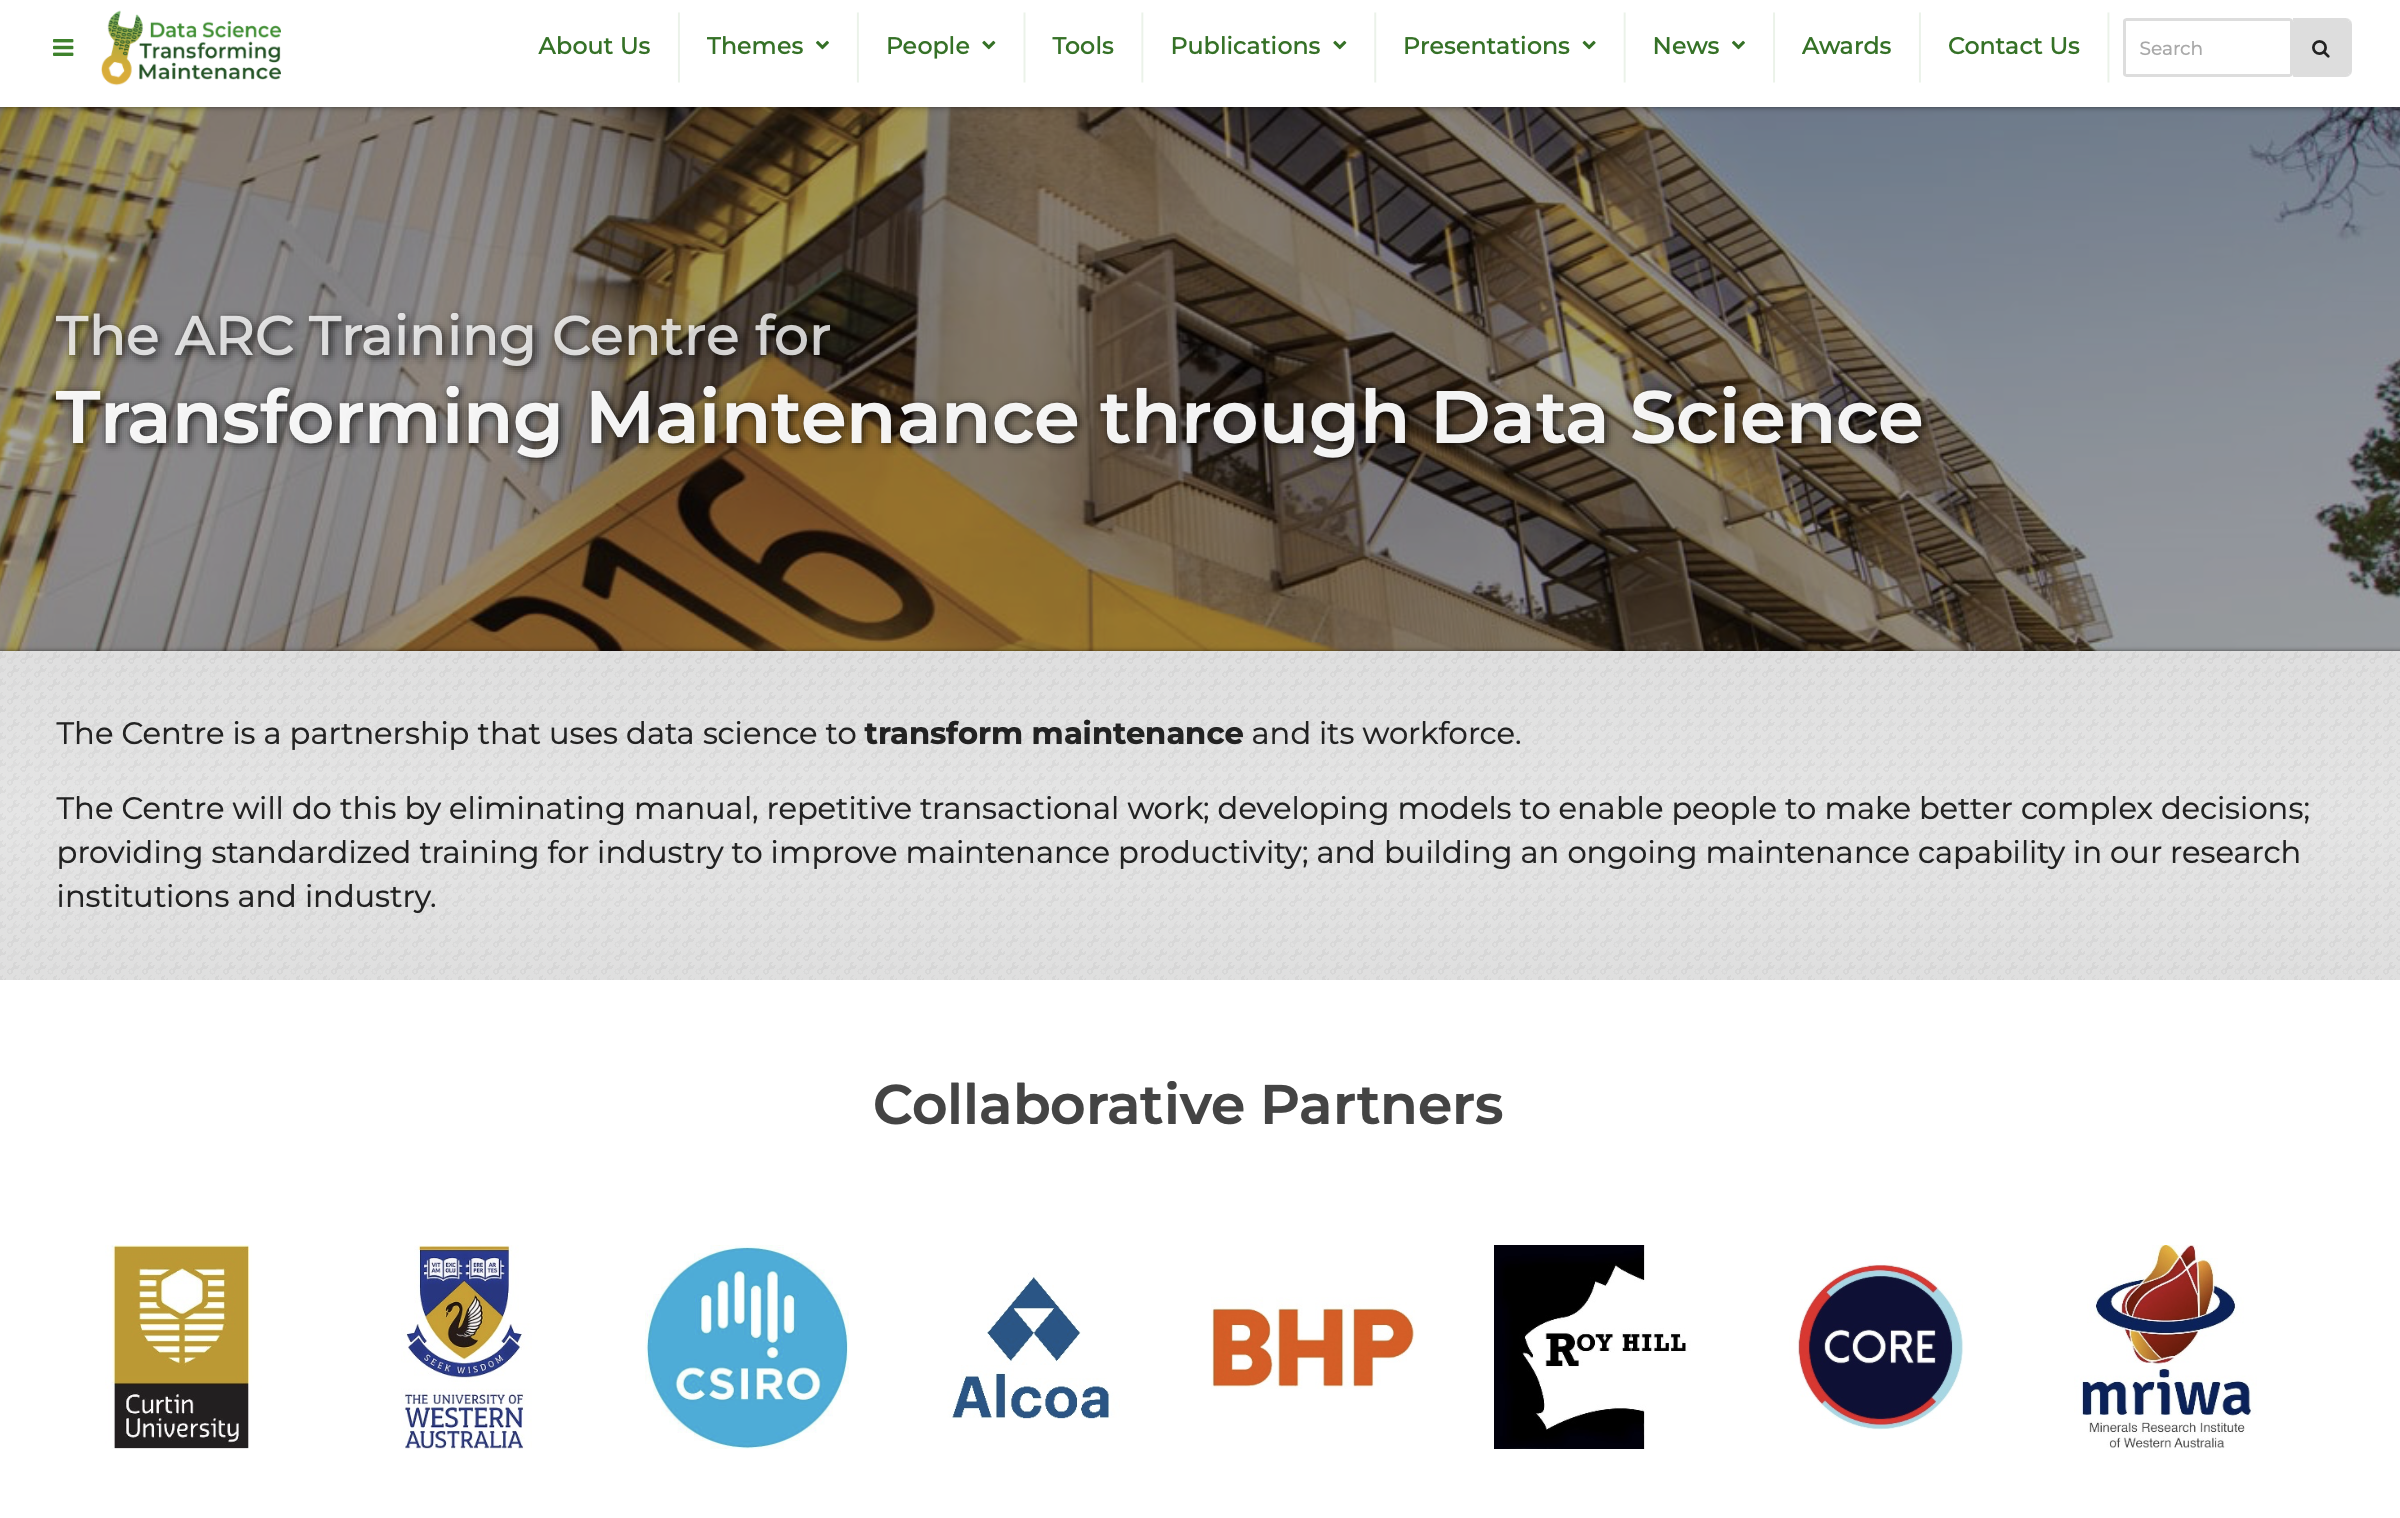 Data Science
Transforming
Maintenance
About Us
Themes
People
Tools
Publications
Presentations
News
Awards
Contact Us
Search
The ARC Training Centre for
Transforming Maintenance through Data Science
216
The Centre is a partnership that uses data science to transform maintenance and its workforce.
The Centre will do this by eliminating manual, repetitive transactional work; developing models to enable people to make better complex decisions;
providing standardized training for industry to improve maintenance productivity; and building an ongoing maintenance capability in our research
institutions and industry.
Collaborative Partners
Curtin
University
SEEK WISDOM
THE UNIVERSITY OF
WESTERN
AUSTRALIA
CSIRO
Alcoa
BHP
ROY HILL
CORE
mriwa
Minerals Research Institute
of Western Australia